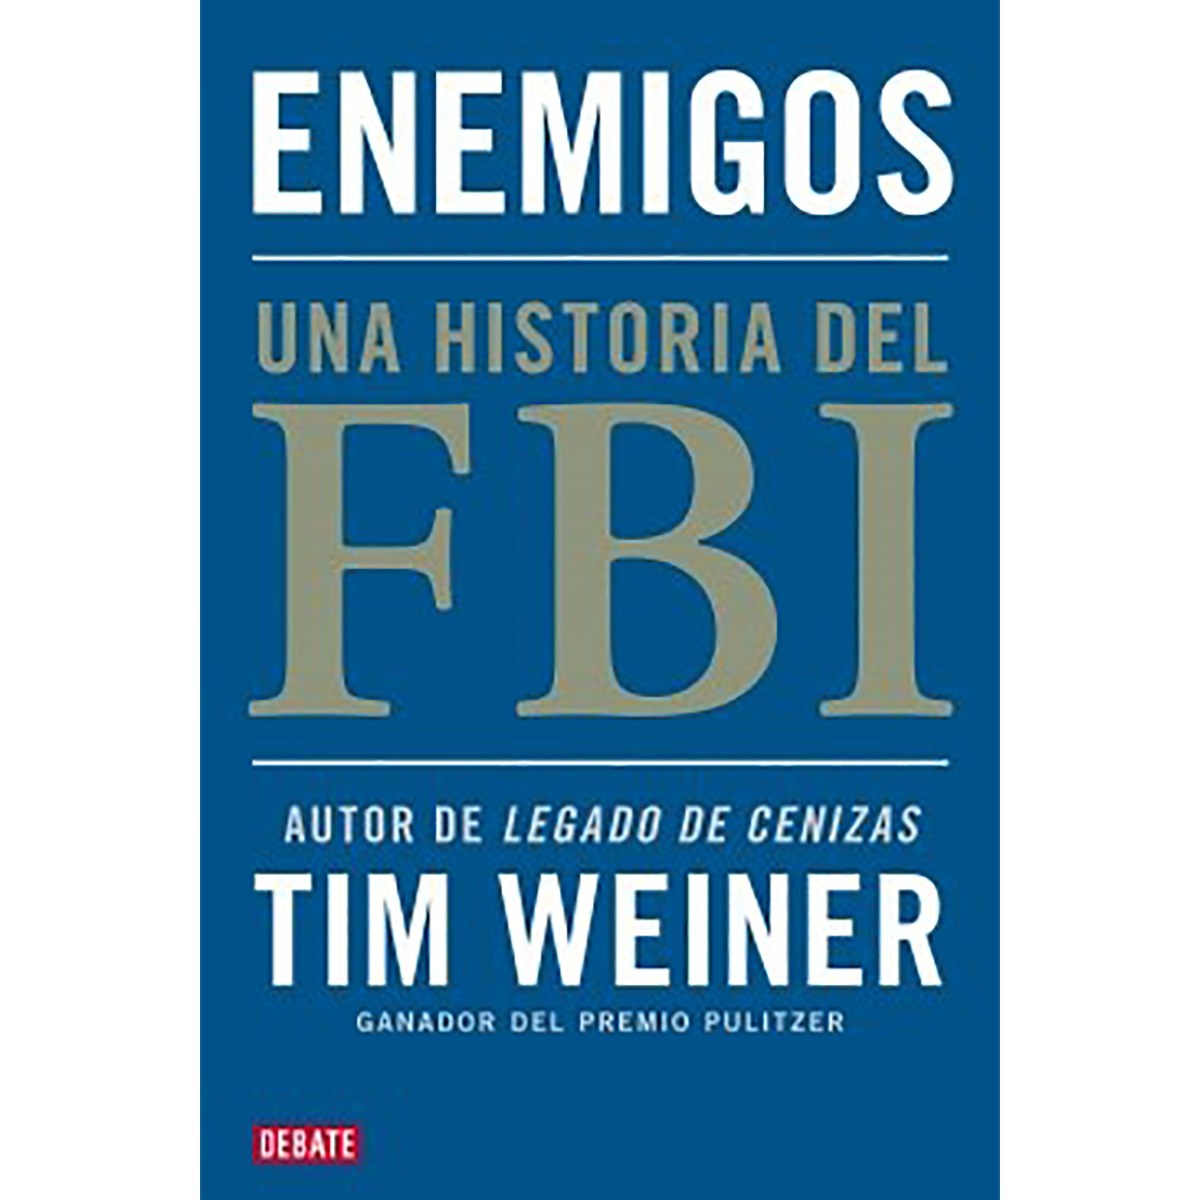 ENEMIGOS
UNA HISTORIA DEL
FBI
AUTOR DE LEGADO DE CENIZAS
TIM WEINER
GANADOR DEL PREMIO PULITZER
DEBATE